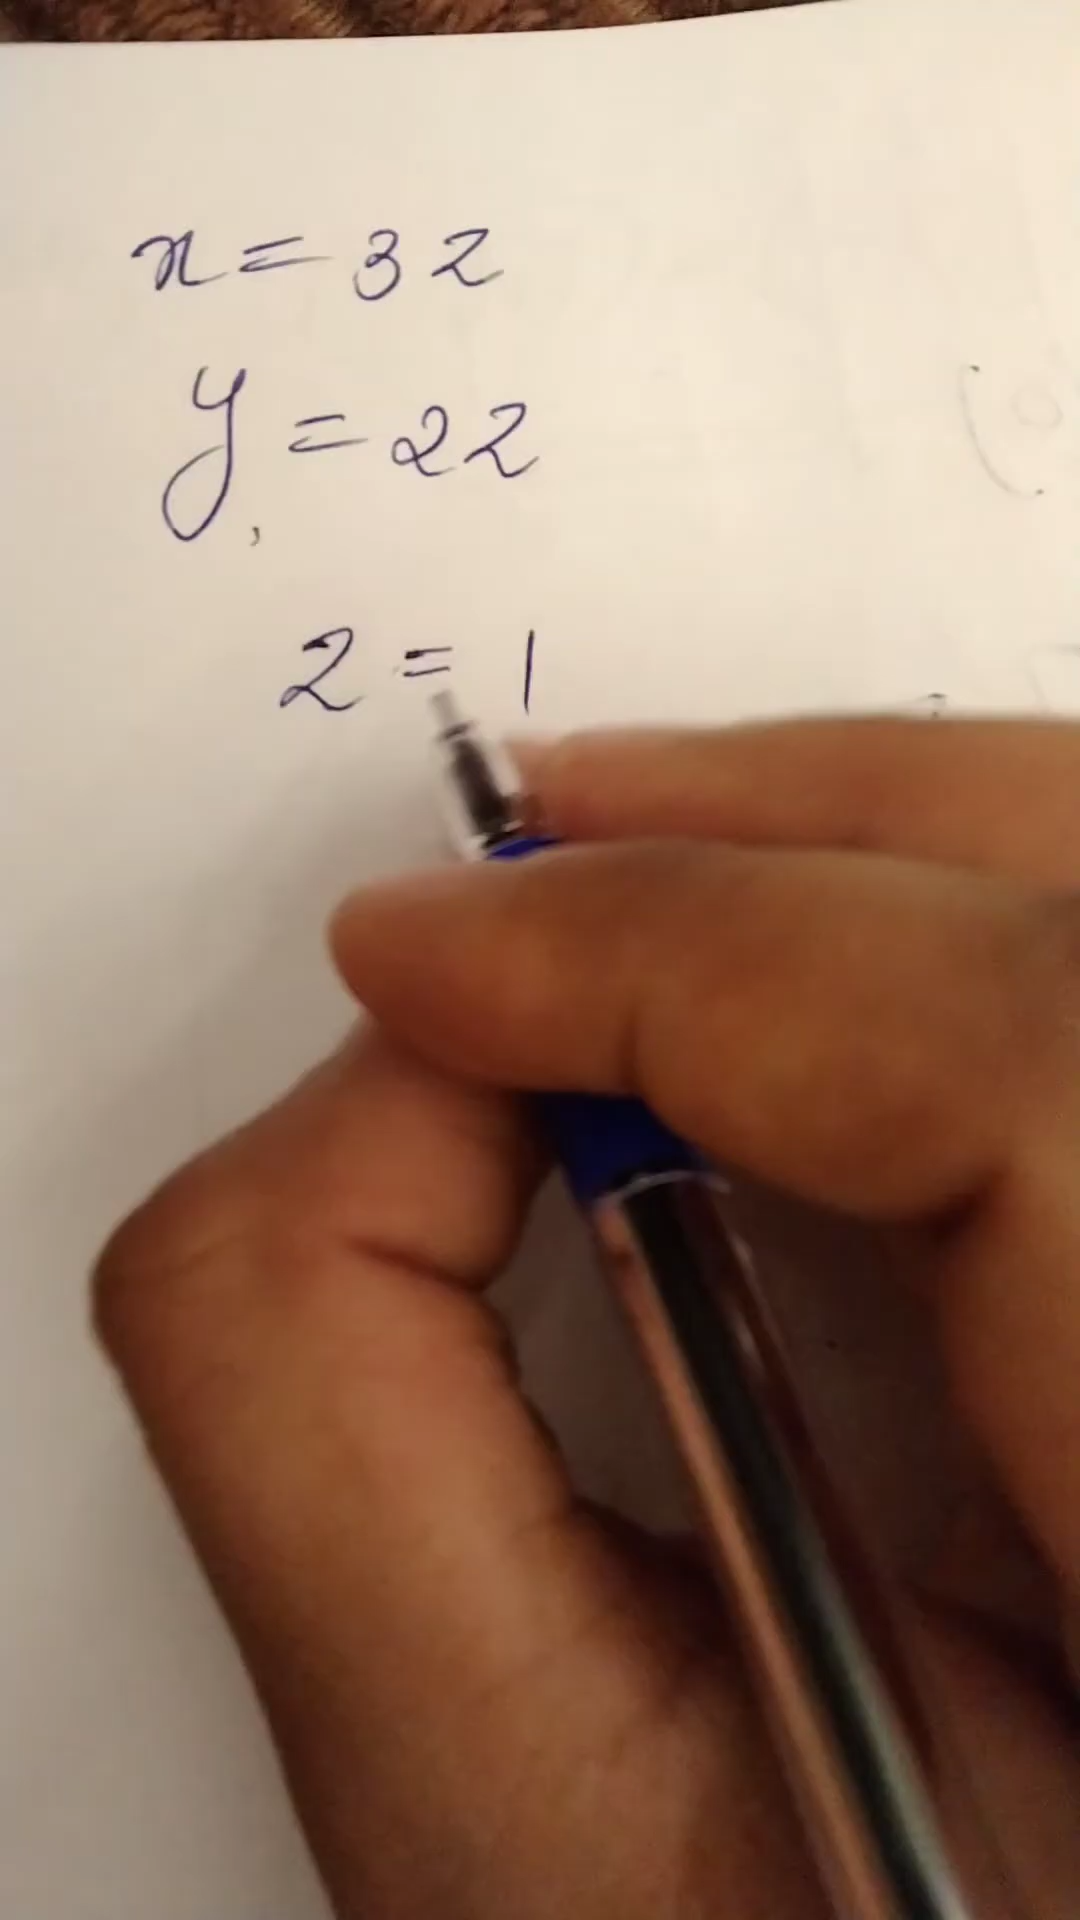 x = 3z
y = 2z
z = 1